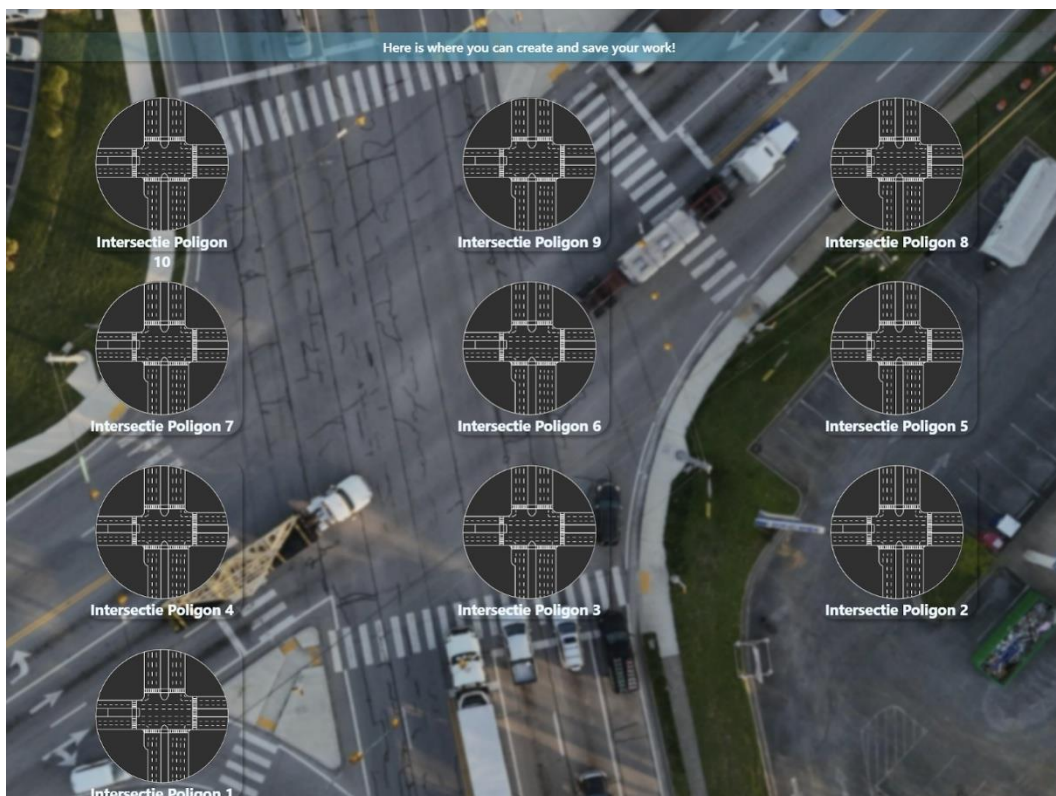 Here is where you can create and save your work!
Intersectie Poligon
10
Intersectie Poligon 9
Intersectie Poligon 8
Intersectie Poligon 7
Intersectie Poligon 6
Intersectie Poligon 5
Intersectie Poligon 4
Intersectie Poligon 3
Intersectie Poligon 2
Intersectie Poligon 1